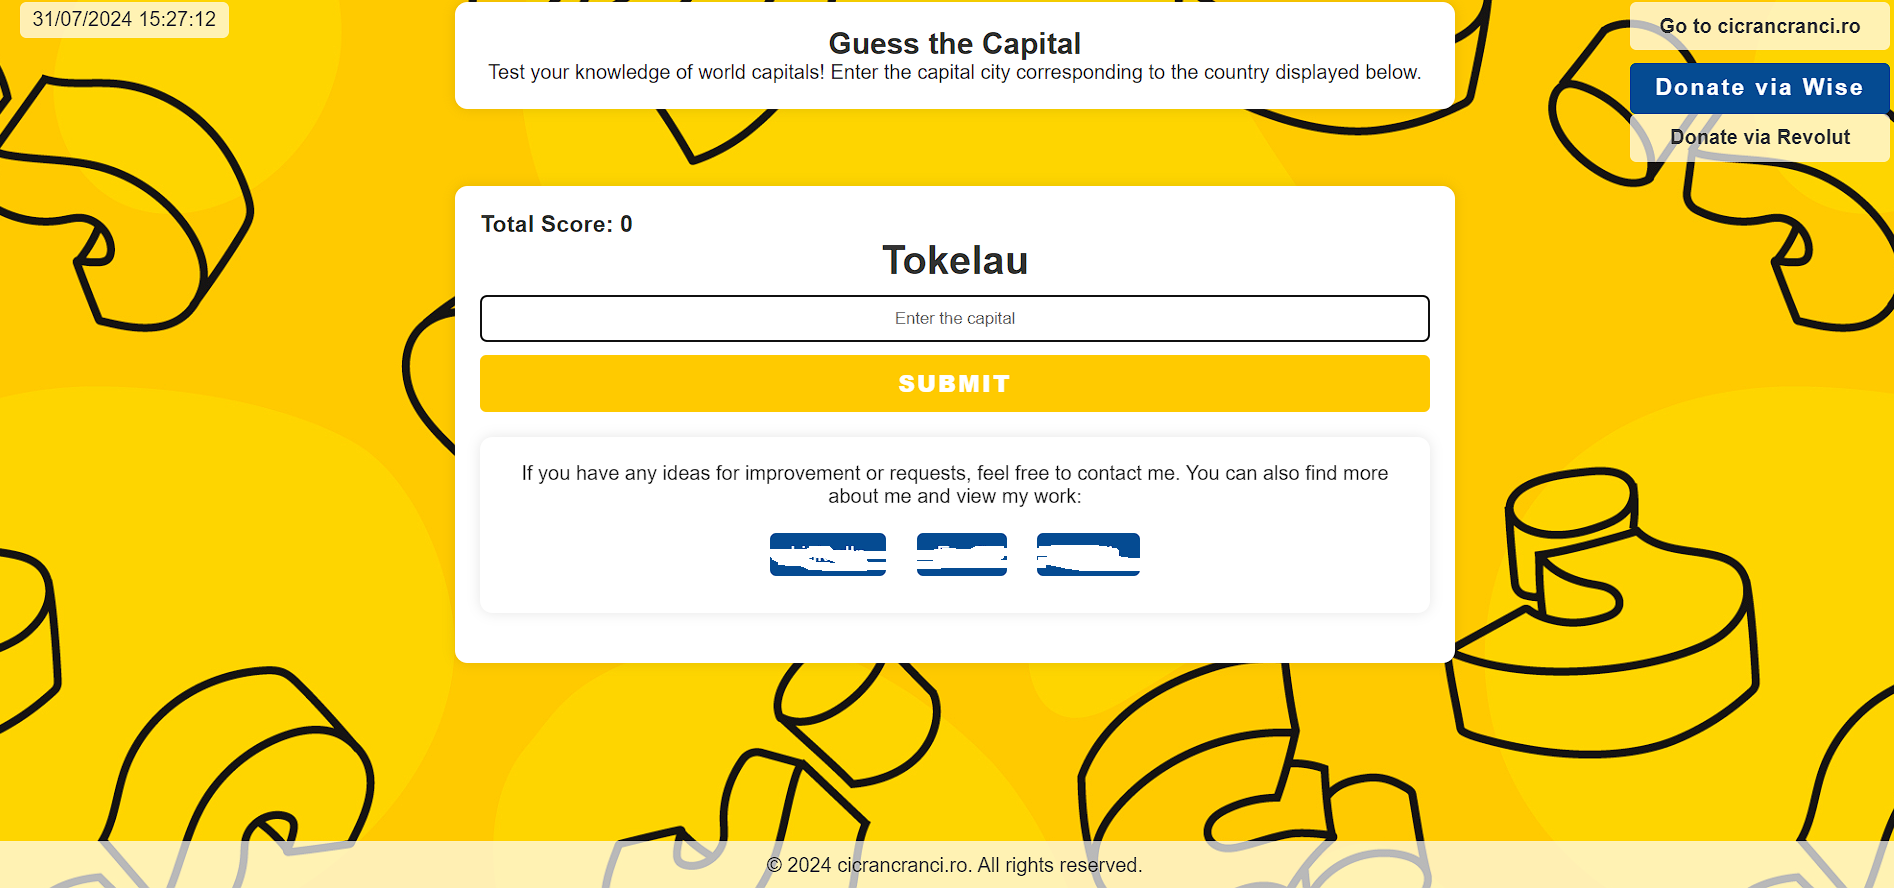 31/07/2024 15:27:12
Go to cicrancranci.ro
Donate via Wise
Donate via Revolut
Guess the Capital
Test your knowledge of world capitals! Enter the capital city corresponding to the country displayed below.
Total Score: 0
Tokelau
Enter the capital
SUBMIT
If you have any ideas for improvement or requests, feel free to contact me. You can also find more
about me and view my work:
© 2024 cicrancranci.ro. All rights reserved.